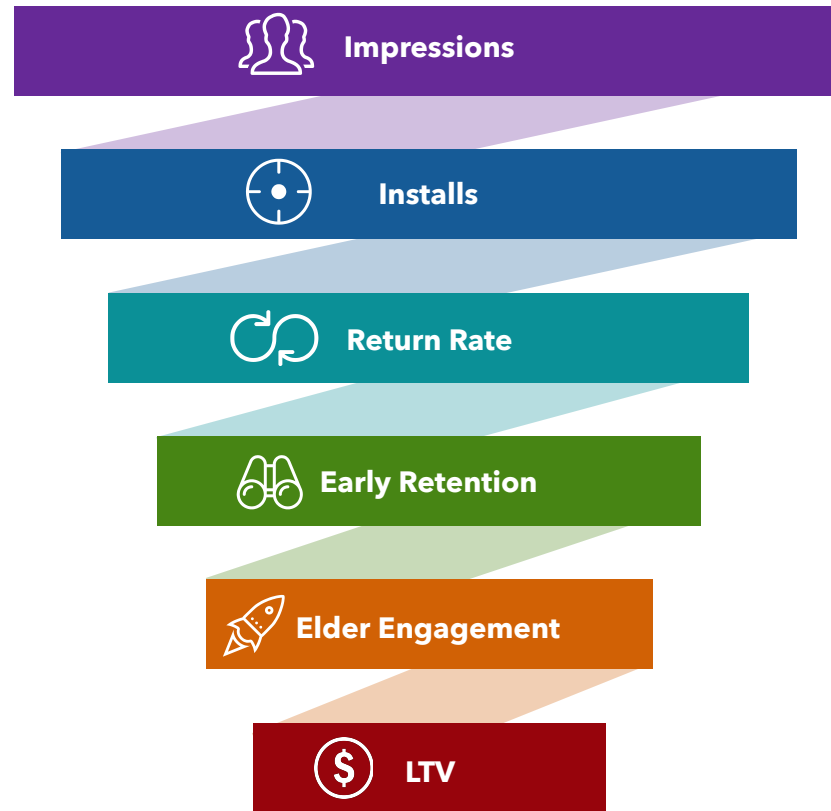 Impressions
Installs
Return Rate
Early Retention
Elder Engagement
$
LTV